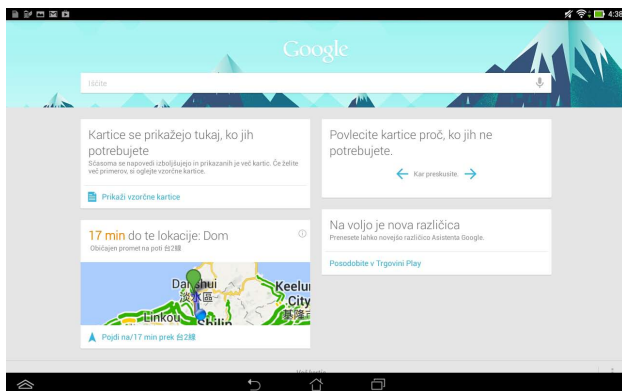 4:38
Google
Iščite
Kartice se prikažejo tukaj, ko jih
potrebujete
Sčasoma se napovedi izboljšujejo in prikazanih je več kartic. Če želite
več primerov, si oglejte vzorčne kartice.
Prikaži vzorčne kartice
Povlecite kartice proč, ko jih ne
potrebujete.
Kar preskusite.
17 min do te lokacije: Dom
Običajen promet na poti 台2線
Danshui
淡水區
Keelu
City
基隆市
Linkou
Shilin
Pojdi na/17 min prek 台2線
Na voljo je nova različica
Prenesete lahko novejšo različico Asistenta Google.
Posodobite v Trgovini Play